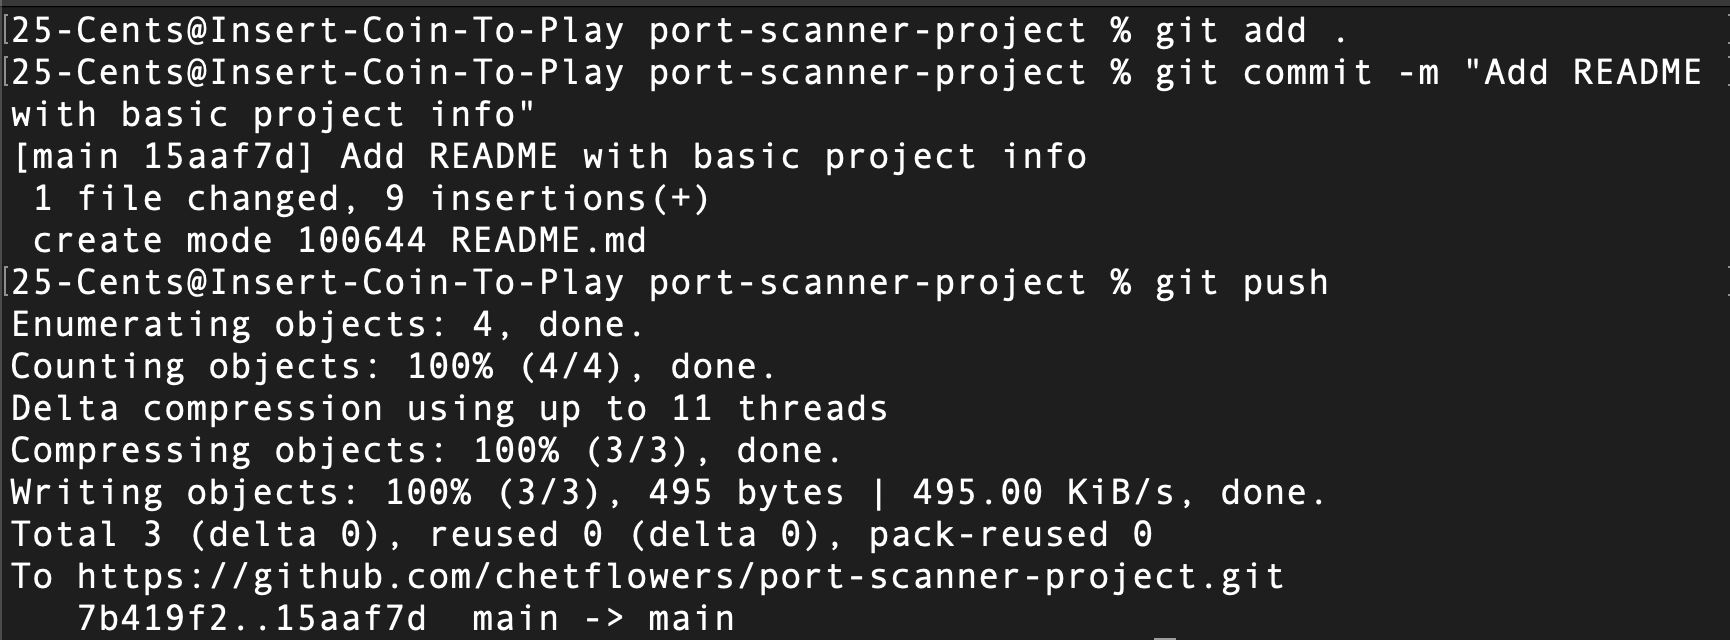 [25-Cents@Insert-Coin-To-Play port-scanner-project % git add .
[25-Cents@Insert-Coin-To-Play port-scanner-project % git commit -m "Add README
with basic project info"
[main 15aaf7d] Add README with basic project info
 1 file changed, 9 insertions(+)
 create mode 100644 README.md
[25-Cents@Insert-Coin-To-Play port-scanner-project % git push
Enumerating objects: 4, done.
Counting objects: 100% (4/4), done.
Delta compression using up to 11 threads
Compressing objects: 100% (3/3), done.
Writing objects: 100% (3/3), 495 bytes | 495.00 KiB/s, done.
Total 3 (delta 0), reused 0 (delta 0), pack-reused 0
To https://github.com/chetflowers/port-scanner-project.git
   7b419f2..15aaf7d  main -> main